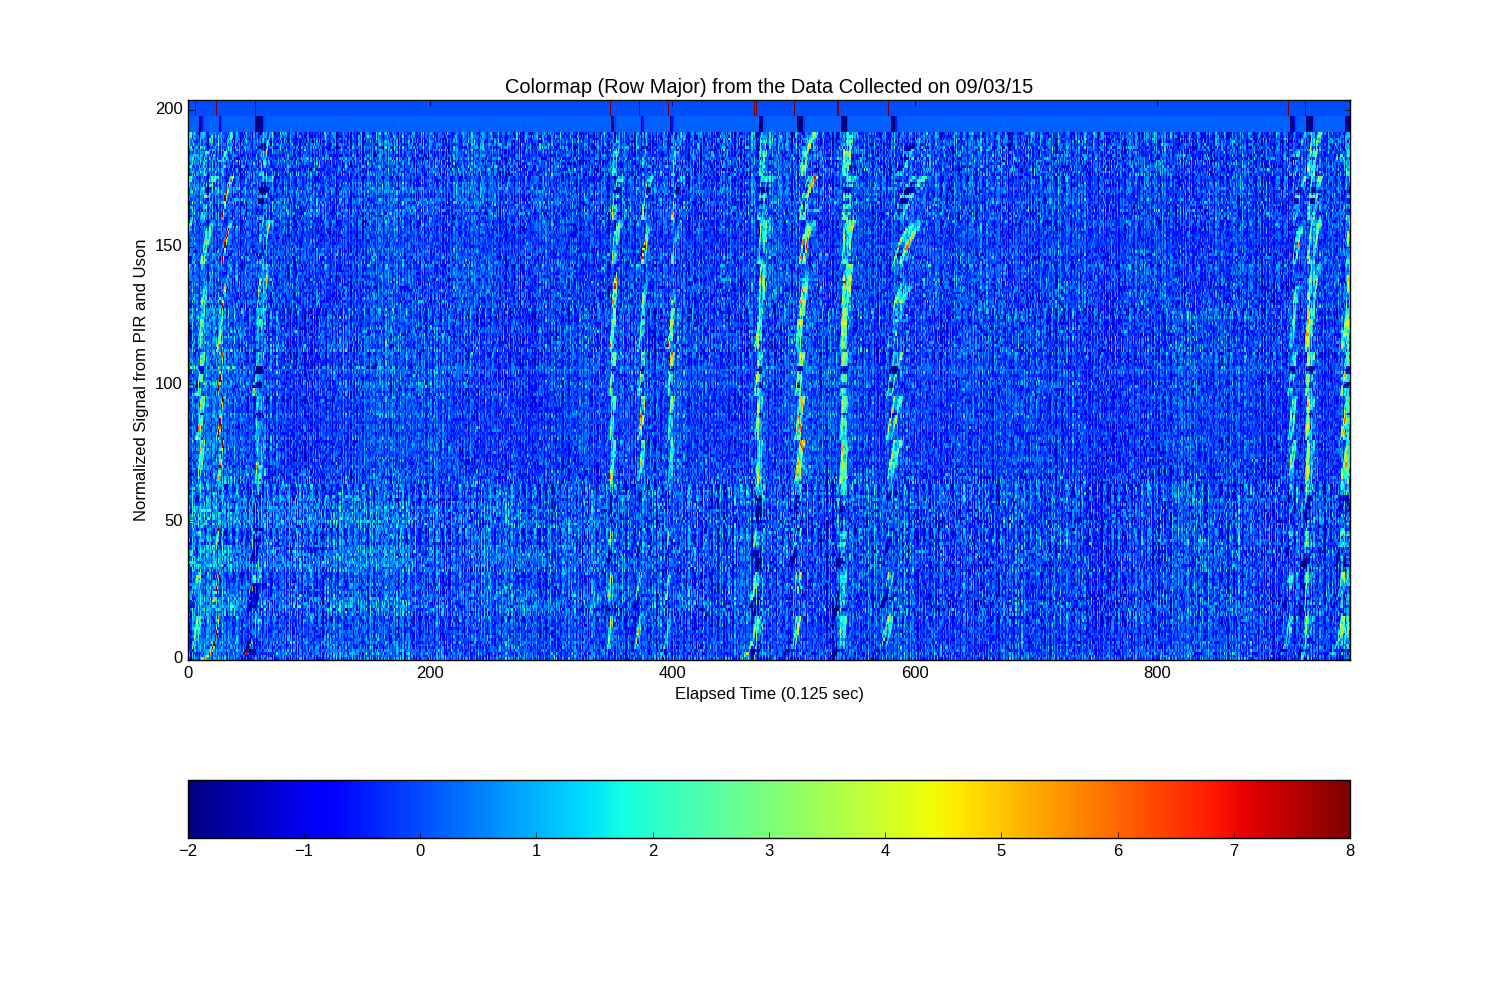 Colormap (Row Major) from the Data Collected on 09/03/15
Normalized Signal from PIR and Uson
200
150
100
50
0
0 200 400 600 800
Elapsed Time (0.125 sec)
−2 −1 0 1 2 3 4 5 6 7 8